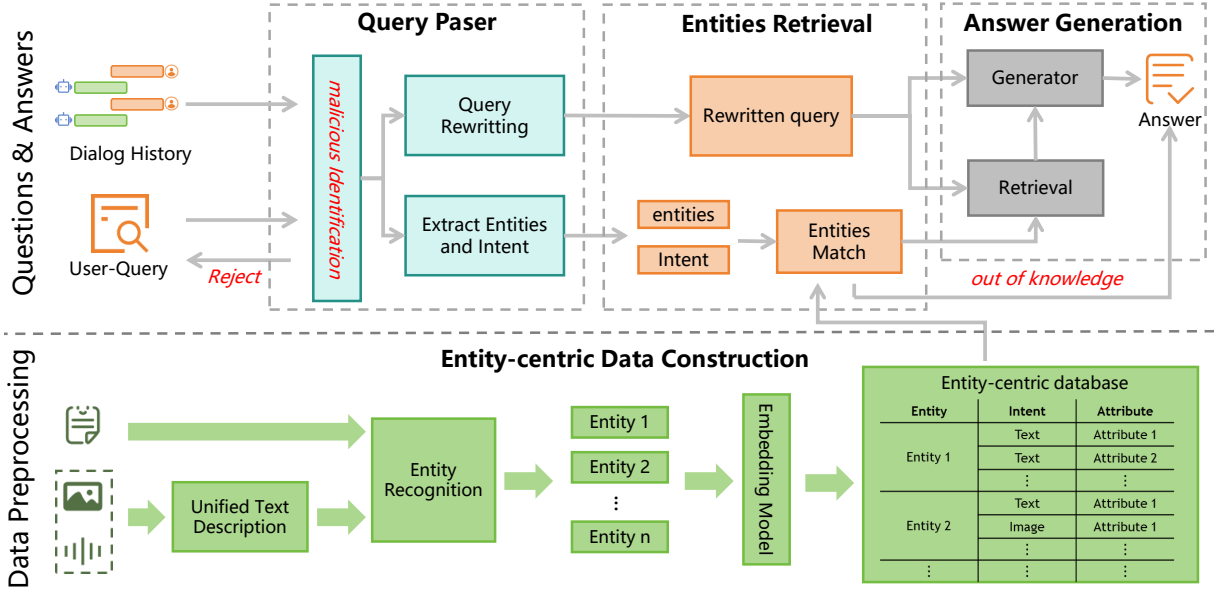 Questions & Answers
Dialog History
User-Query
Reject
Query Paser
malicious Identification
Query
Rewritting
Extract Entities
and Intent
Entities Retrieval
Rewritten query
entities
Intent
Entities
Match
Answer Generation
Generator
Retrieval
Answer
out of knowledge
Data Preprocessing
Entity-centric Data Construction
Unified Text
Description
Entity
Recognition
Entity 1
Entity 2
⋮
Entity n
Embedding Model
Entity-centric database
Entity Intent Attribute
Entity 1
Text Attribute 1
Text Attribute 2
⋮ ⋮
Entity 2
Text Attribute 1
Image Attribute 1
⋮ ⋮
⋮ ⋮ ⋮